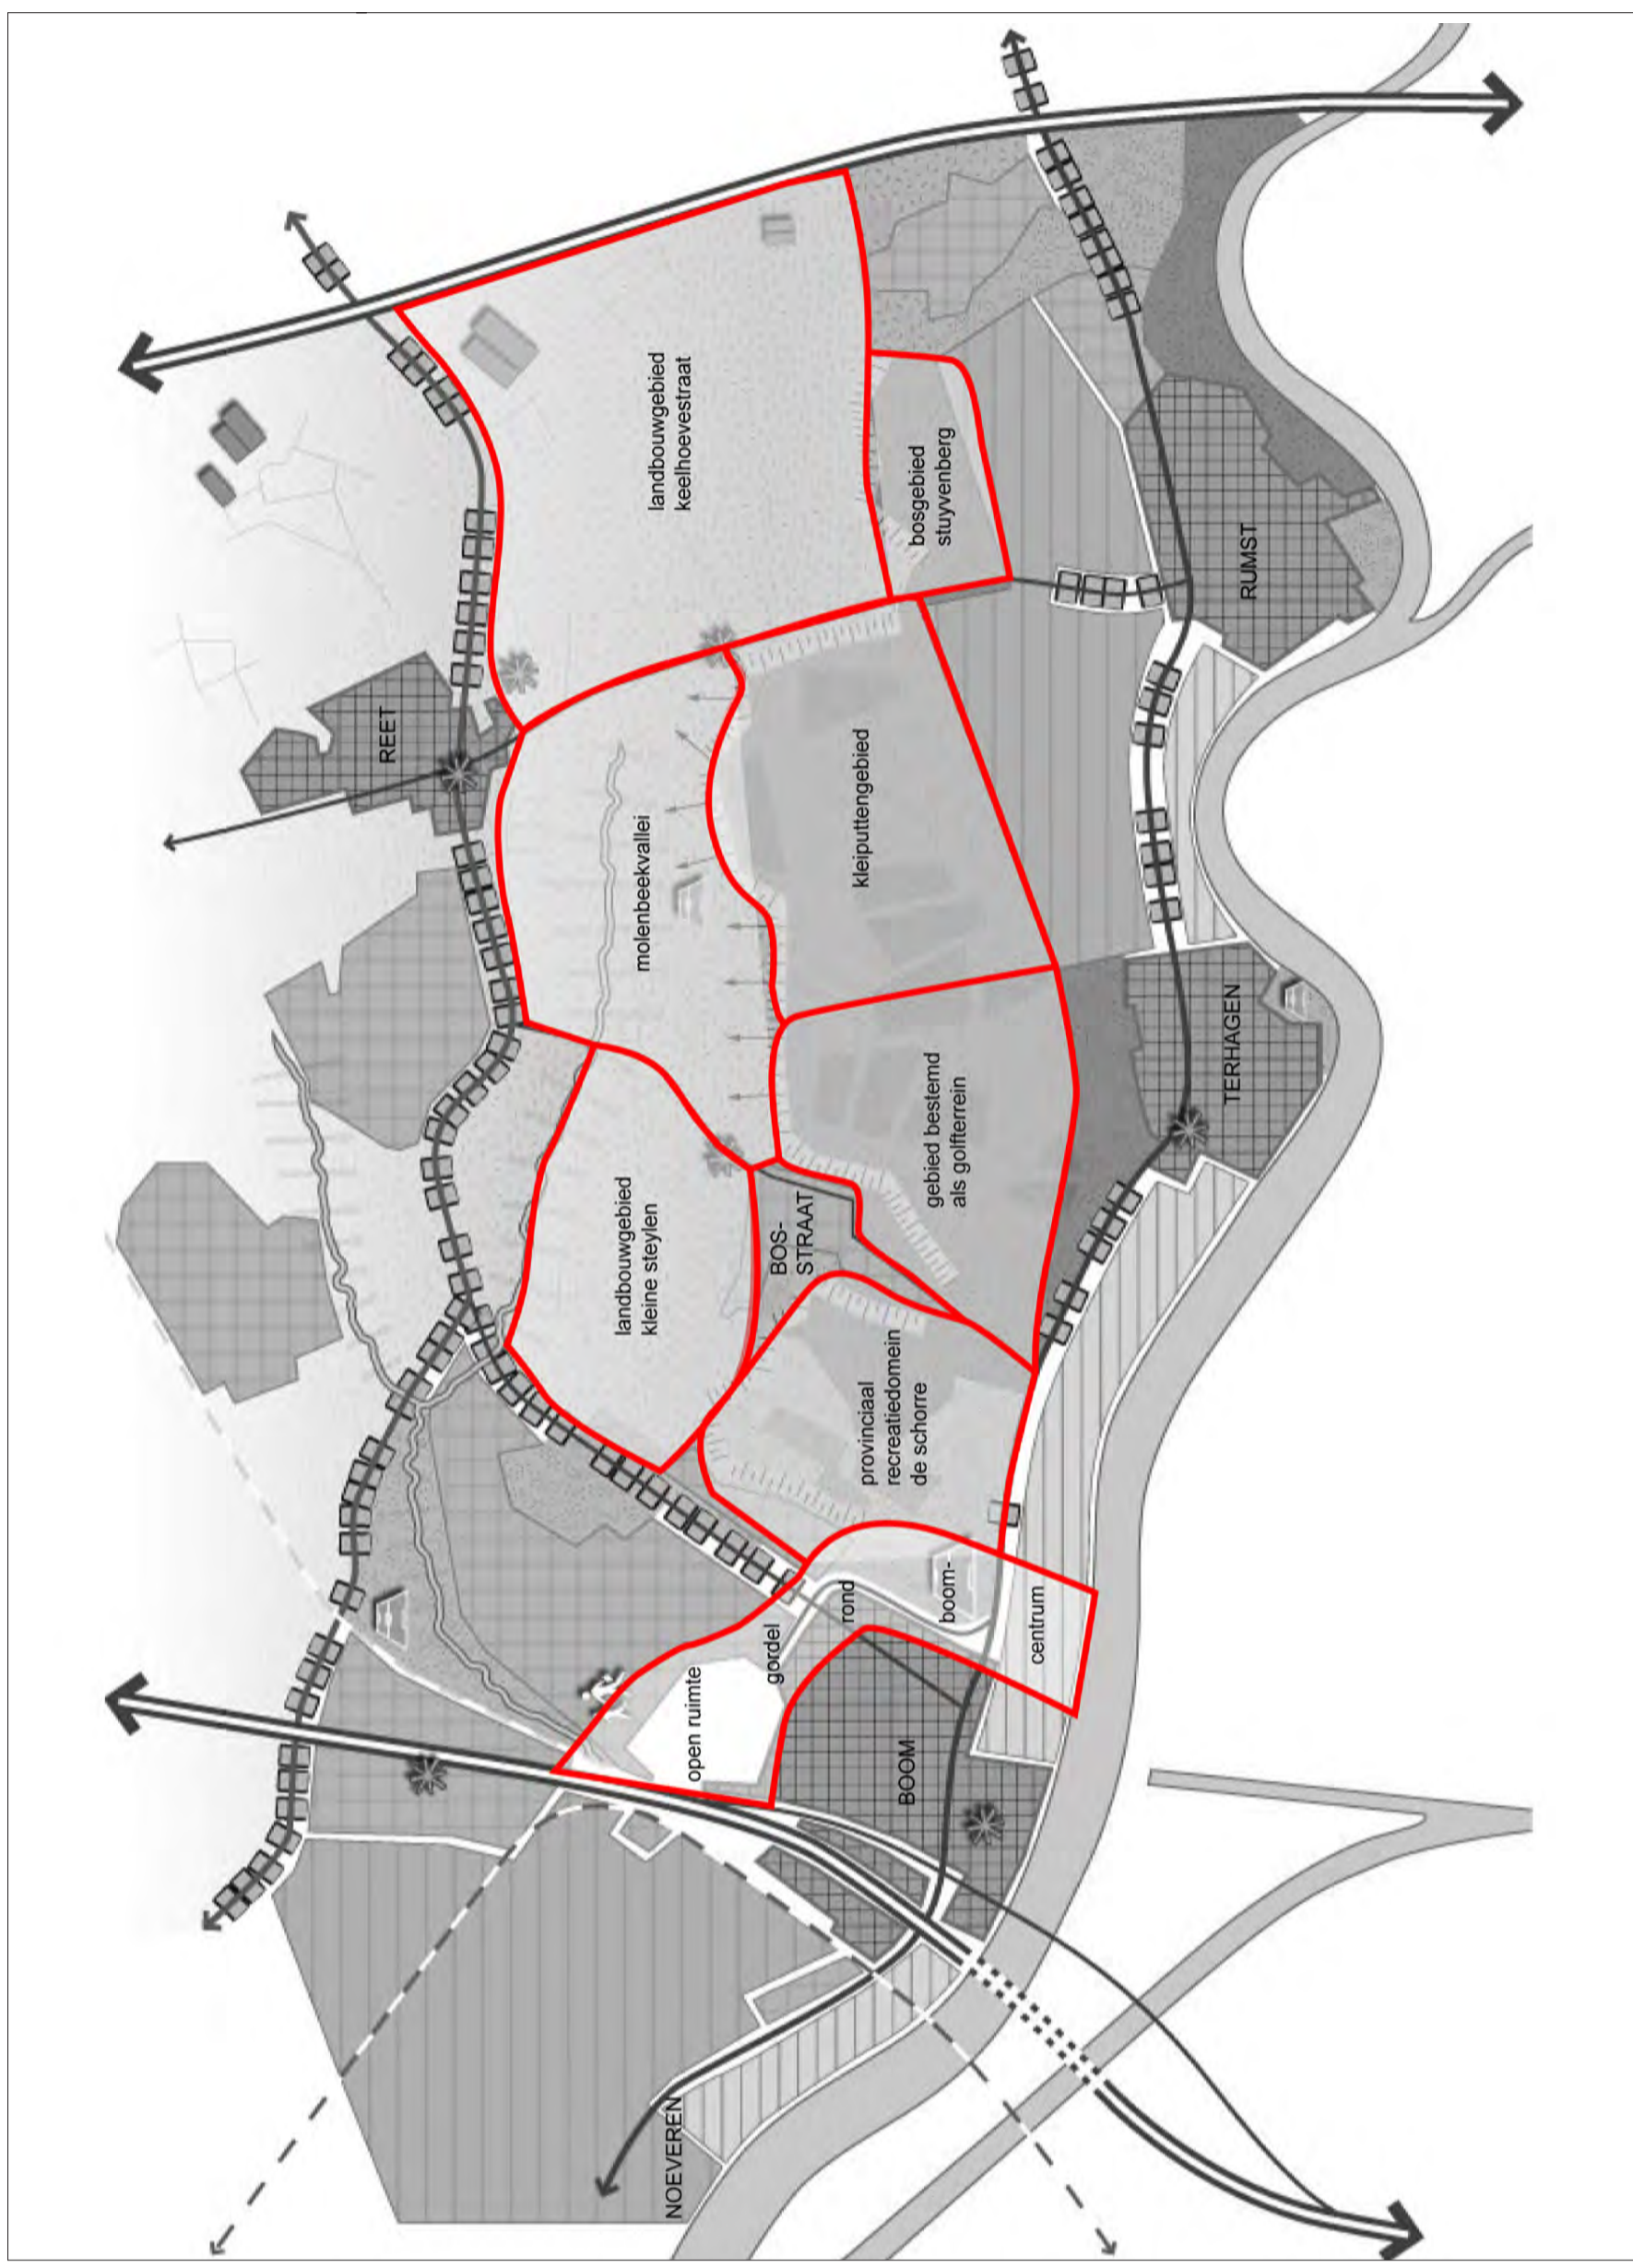 REET
landbouwgebied
keelhoevestraat
bosgebied
stuyvenberg
RUMST
molenbeekvallei
kleiputtengebied
TERHAGEN
landbouwgebied
kleine steylen
BOS-
STRAAT
gebied bestemd
als golfterrein
provinciaal
recreatiedomein
de schorre
open ruimte
gordel
rond
boom-
centrum
BOOM
NOEVEREN